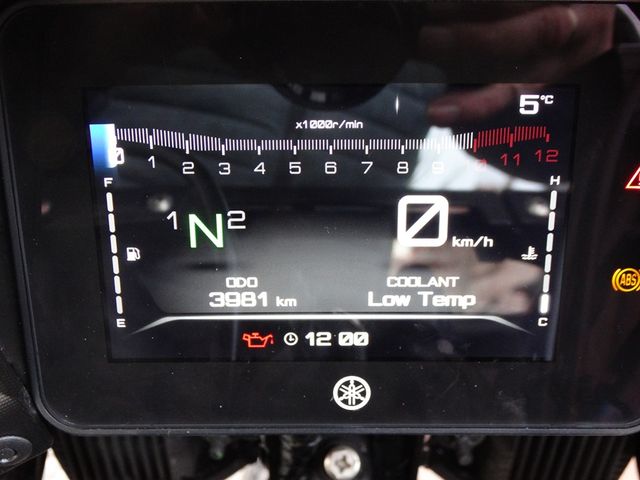 5°C
x1000r/min
0 1 2 3 4 5 6 7 8 9 10 11 12
F H
1 N 2 0 km/h
ODO COOLANT
3981 km Low Temp
E C
12:00
ABS